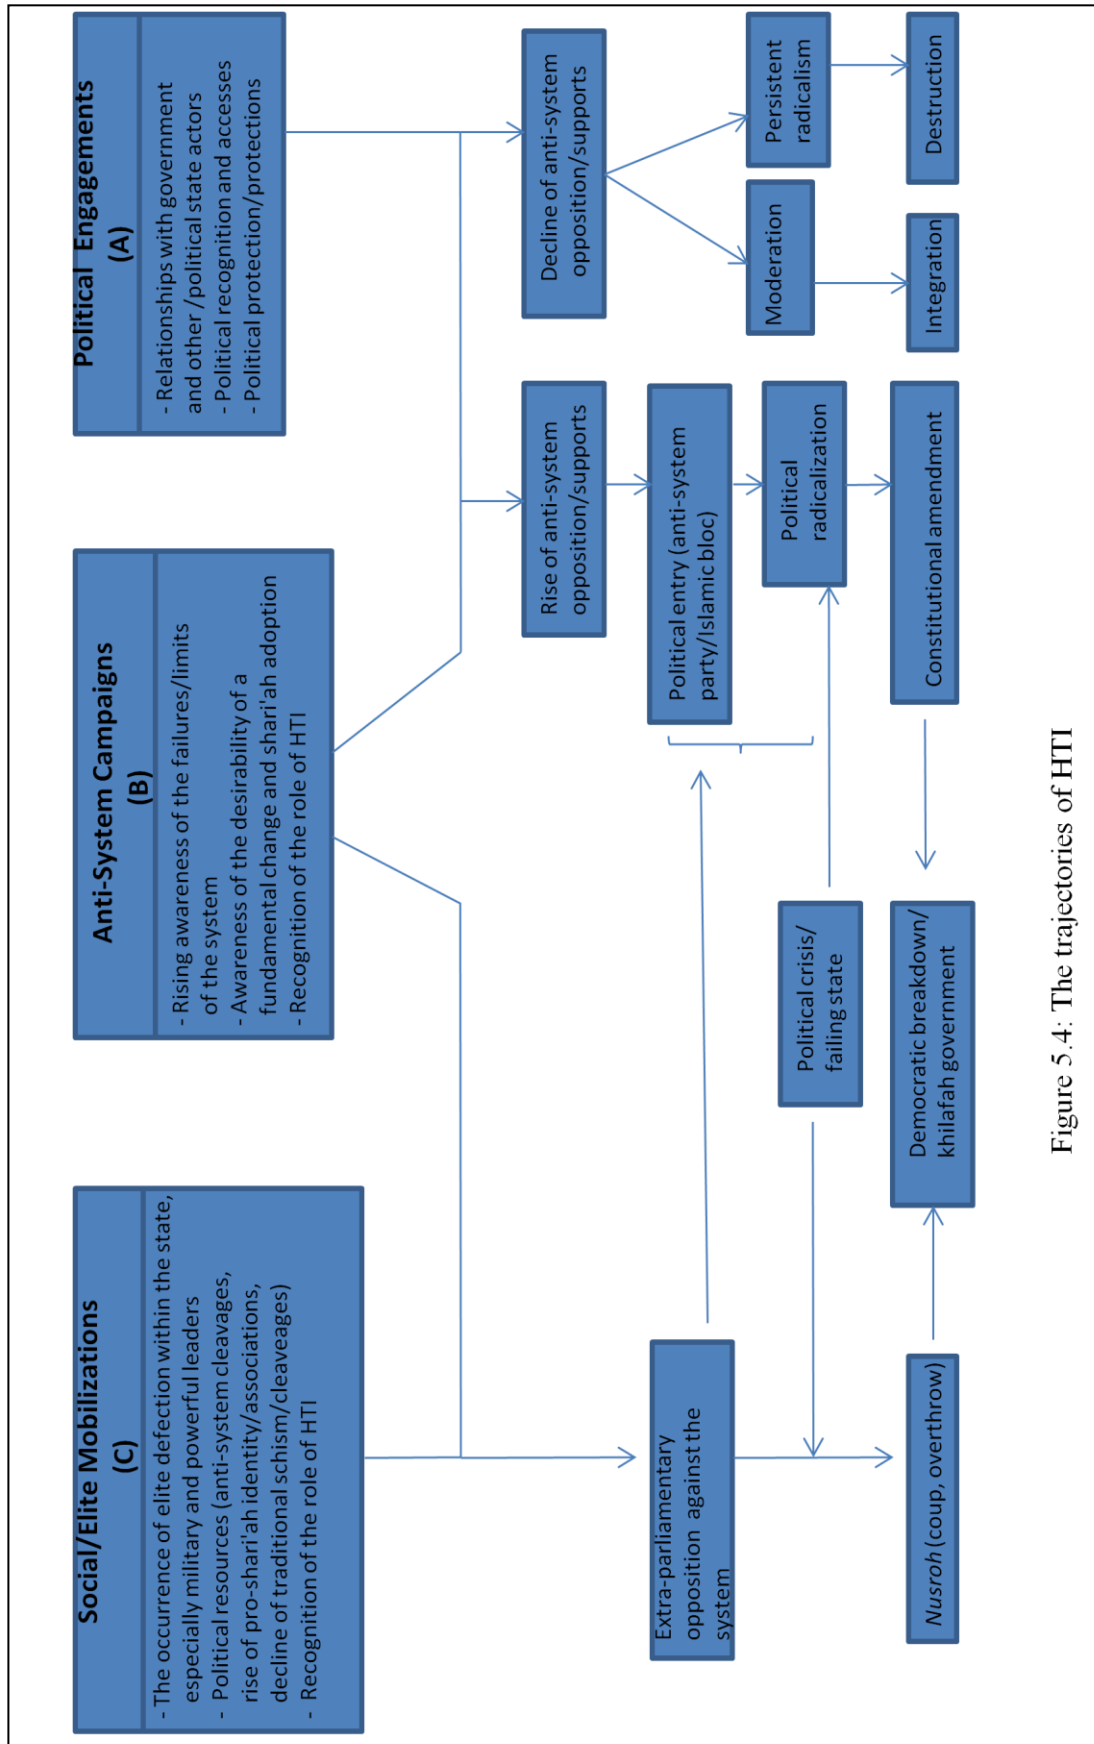 Social/Elite Mobilizations
(C)
- The occurrence of elite defection within the state,
especially military and powerful leaders
- Political resources (anti-system cleavages,
rise of pro-shari'ah identity/associations,
decline of traditional schism/cleaveages)
- Recognition of the role of HTI
Anti-System Campaigns
(B)
- Rising awareness of the failures/limits
of the system
- Awareness of the desirability of a
fundamental change and shari'ah adoption
- Recognition of the role of HTI
Political Engagements
(A)
- Relationships with government
and other /political state actors
- Political recognition and accesses
- Political protection/protections
Rise of anti-system
opposition/supports
Decline of anti-system
opposition/supports
Extra-parliamentary
opposition against the
system
Political entry (anti-system
party/Islamic bloc)
Moderation
Persistent
radicalism
Political crisis/
failing state
Political
radicalization
Nusroh (coup, overthrow)
Democratic breakdown/
khilafah government
Constitutional amendment
Integration
Destruction
Figure 5.4: The trajectories of HTI